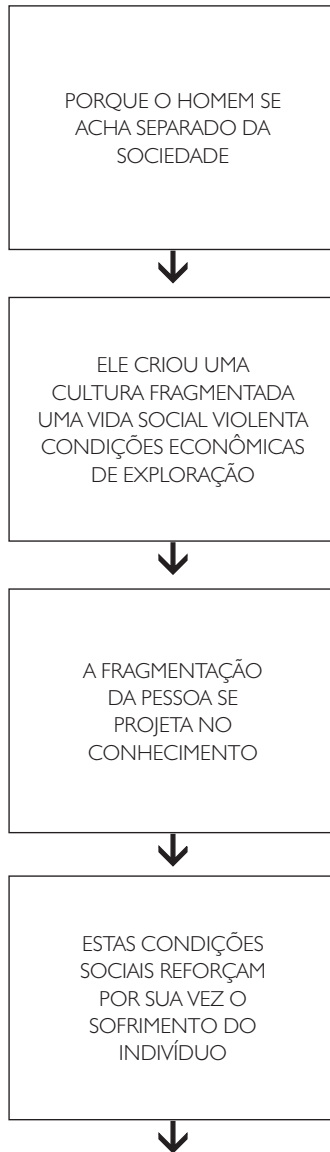 PORQUE O HOMEM SE
ACHA SEPARADO DA
SOCIEDADE
ELE CRIOU UMA
CULTURA FRAGMENTADA
UMA VIDA SOCIAL VIOLENTA
CONDIÇÕES ECONÔMICAS
DE EXPLORAÇÃO
A FRAGMENTAÇÃO
DA PESSOA SE
PROJETA NO
CONHECIMENTO
ESTAS CONDIÇÕES
SOCIAIS REFORÇAM
POR SUA VEZ O
SOFRIMENTO DO
INDIVÍDUO